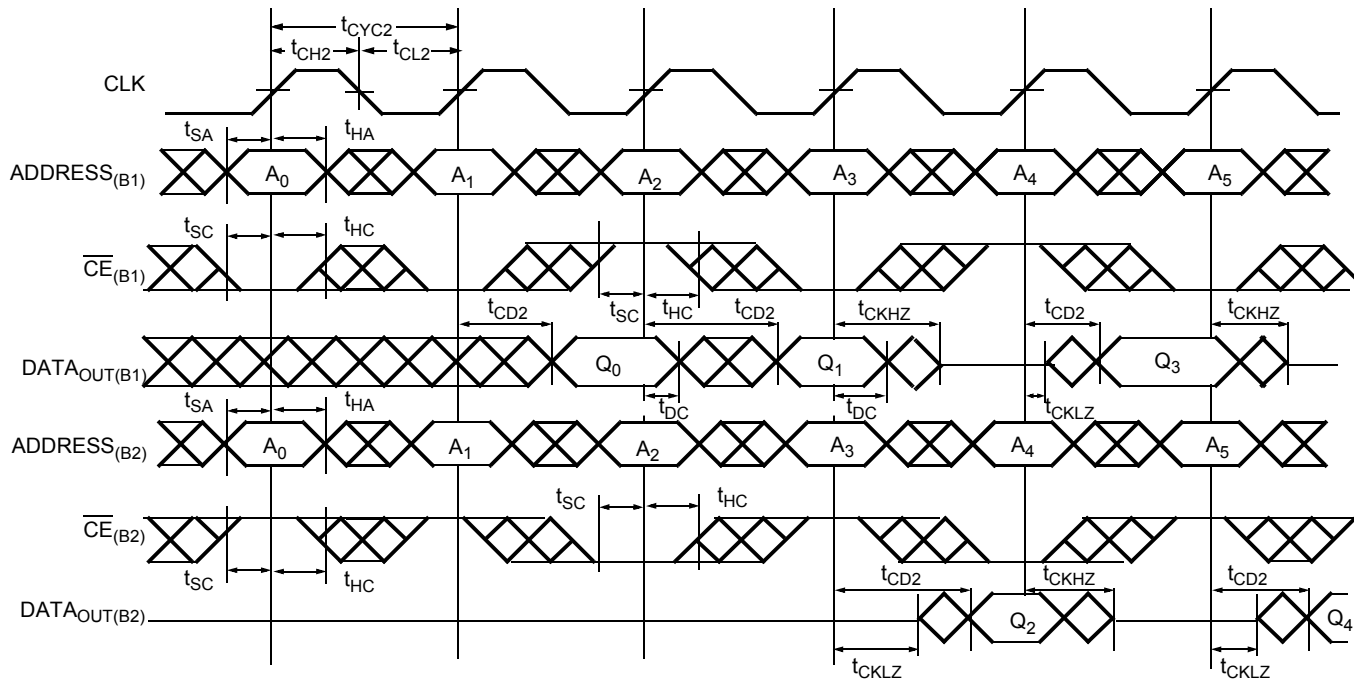 tCYC2
tCH2 tCL2
CLK
tSA tHA
ADDRESS(B1) A0 A1 A2 A3 A4 A5
tSC tHC
CE(B1)
tCD2 tSC tHC tCD2 tCKHZ tCD2 tCKHZ
DATAOUT(B1) Q0 Q1 Q3
tSA tHA tDC tDC tCKLZ
ADDRESS(B2) A0 A1 A2 A3 A4 A5
tSC tHC
CE(B2)
tSC tHC tCD2 tCKHZ tCD2
DATAOUT(B2) Q2 Q4
tCKLZ tCKLZ